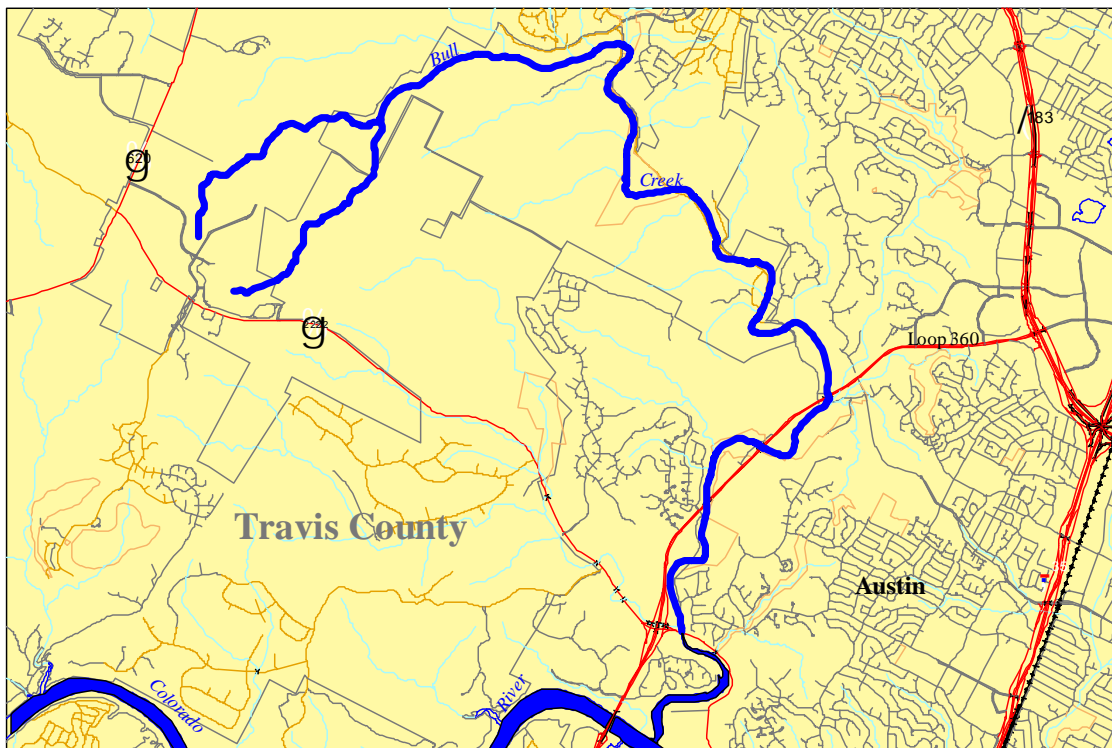 Bull
183
620
g
Creek
2222
g
Loop 360
Travis County
Austin
Colorado
River